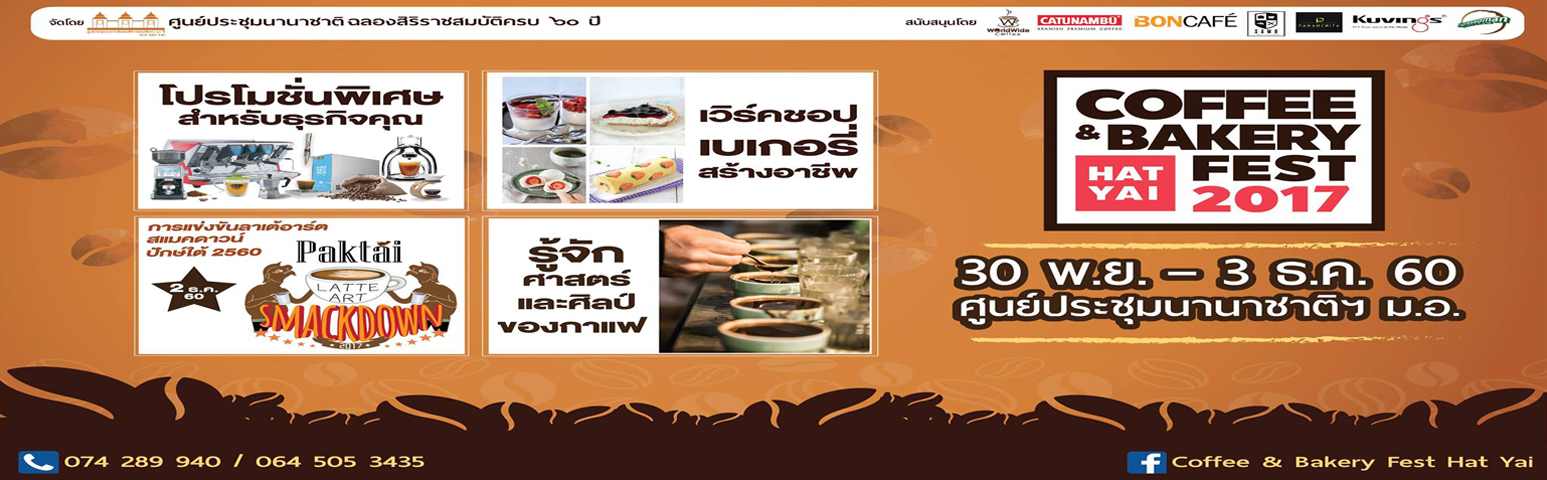 จัดโดย ศูนย์ประชุมนานาชาติ ฉลองสิริราชสมบัติครบ ๖๐ ปี
สนับสนุนโดย WorldWide Coffee CATUNAMBÚ SPANISH PREMIUM COFFEE BONCAFÉ Kuvings
โปรโมชั่นพิเศษ
สำหรับธุรกิจคุณ
เวิร์คชอป
เบเกอรี่
สร้างอาชีพ
การแข่งขันลาเต้อาร์ต
สแมคดาวน์
ปักษ์ใต้ 2560
2 ธ.ค.
60
Paktai
LATTE
ART
SMACKDOWN
2017
รู้จัก
ศาสตร์
และศิลป์
ของกาแฟ
COFFEE
& BAKERY
HAT
YAI
FEST
2017
30 พ.ย. – 3 ธ.ค. 60
ศูนย์ประชุมนานาชาติฯ ม.อ.
074 289 940 / 064 505 3435
Coffee & Bakery Fest Hat Yai